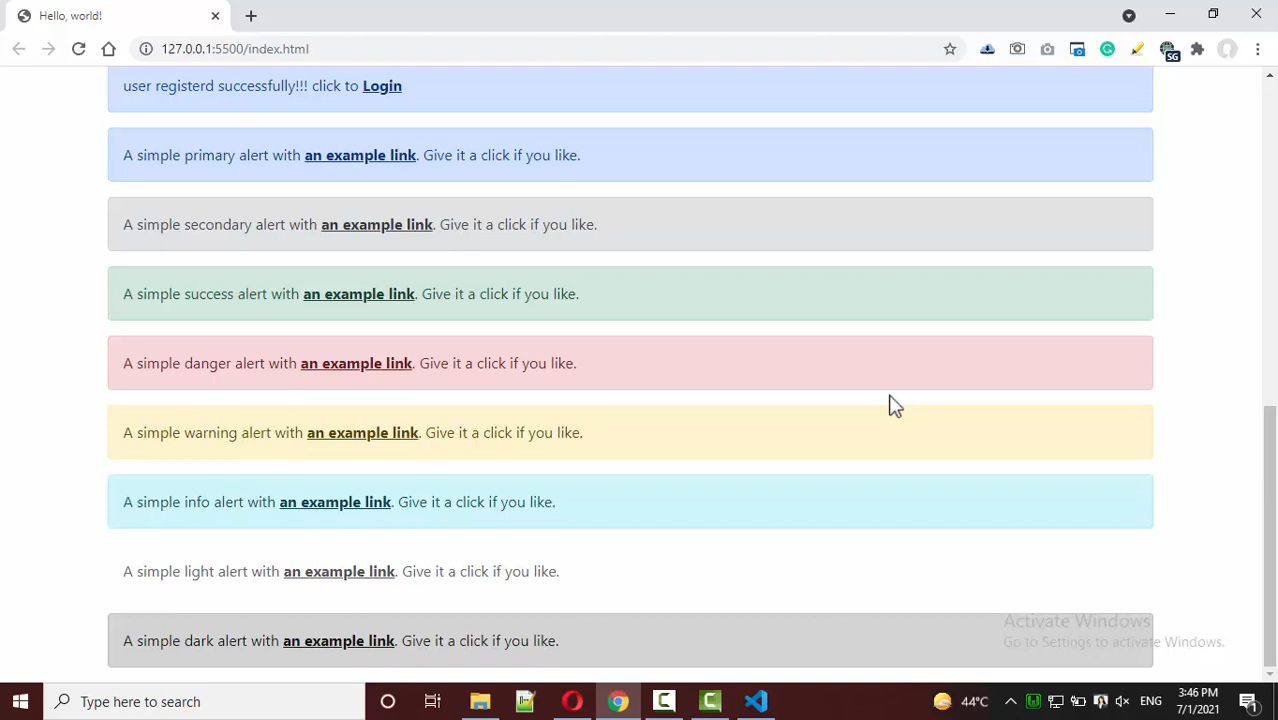 Hello, world!
127.0.0.1:5500/index.html
SG
user registerd successfully!!! click to Login
A simple primary alert with an example link. Give it a click if you like.
A simple secondary alert with an example link. Give it a click if you like.
A simple success alert with an example link. Give it a click if you like.
A simple danger alert with an example link. Give it a click if you like.
A simple warning alert with an example link. Give it a click if you like.
A simple info alert with an example link. Give it a click if you like.
A simple light alert with an example link. Give it a click if you like.
A simple dark alert with an example link. Give it a click if you like.
Activate Windows
Go to Settings to activate Windows.
Type here to search
44°C
ENG
3:46 PM
7/1/2021
1